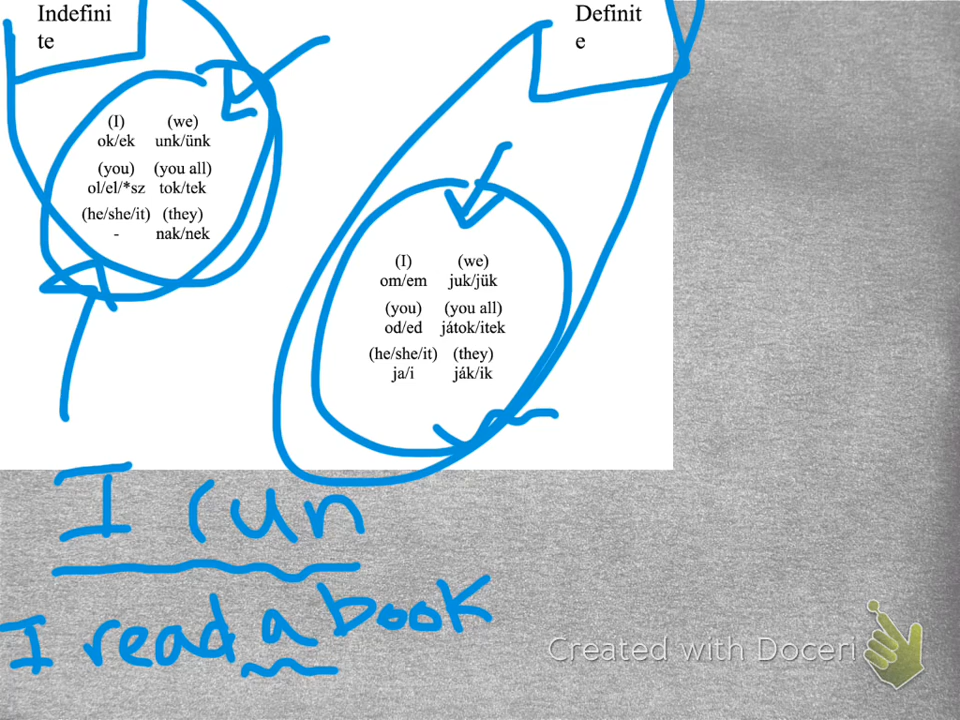 Indefini
te
(I) (we)
ok/ek unk/ünk
(you) (you all)
ol/el/*sz tok/tek
(he/she/it) (they)
- nak/nek
Definit
e
(I) (we)
om/em juk/jük
(you) (you all)
od/ed játok/itek
(he/she/it) (they)
ja/i ják/ik
I run
I read a book
Created with Doceri